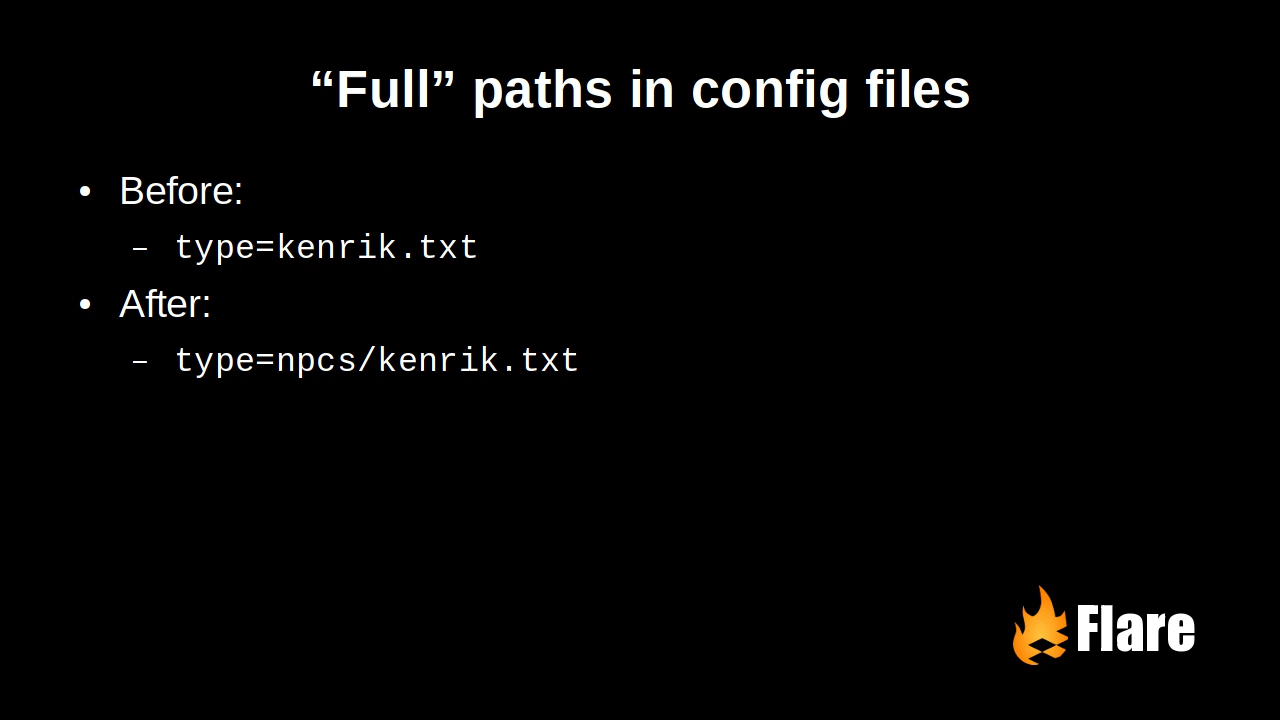 “Full” paths in config files
• Before:
– type=kenrik.txt
• After:
– type=npcs/kenrik.txt
Flare